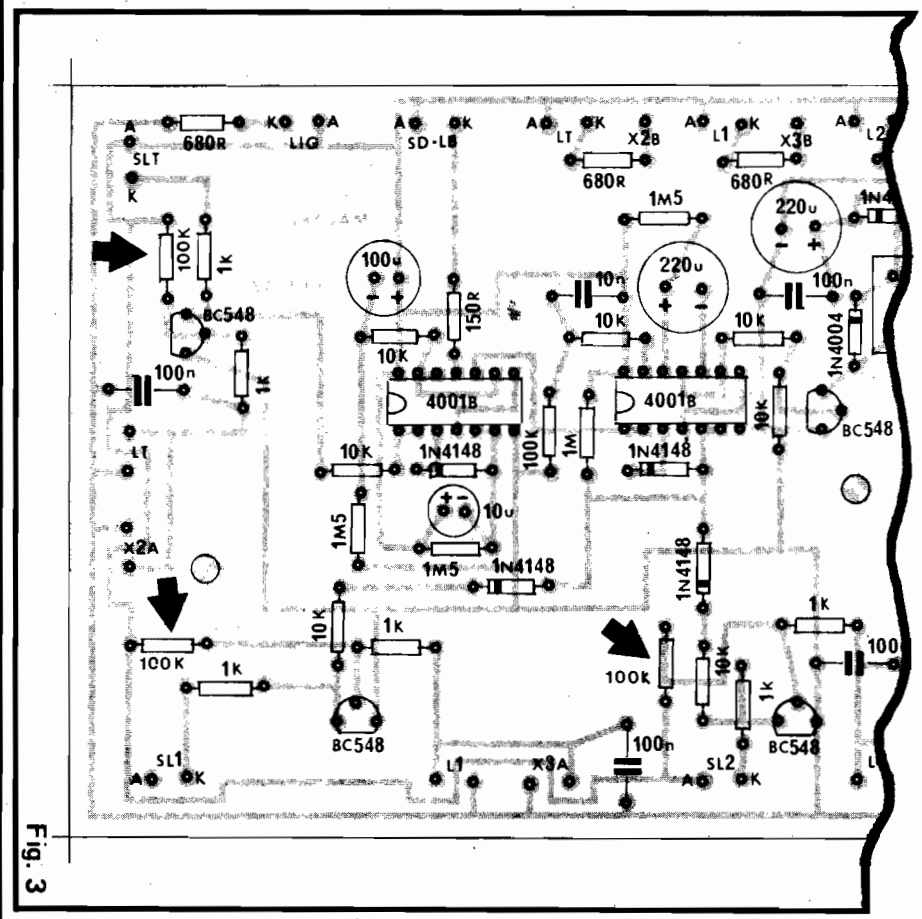 A
680R
K
A
LIG
A
K
SD-LB
A
K
LT
X2B
A
K
L1
X3B
A
K
L2
SLT
K
680R
680R
1M5
220u
- +
1N4
100K
1K
100u
- +
150R
10n
220u
+ -
100n
BC548
10K
10K
10K
1N4004
100n
1K
4001B
4001B
10K
BC548
LT
10K
1N4148
100K
1M
1N4148
+ -
10u
1M5
X2A
1M5
1N4148
1N4148
10K
1K
1K
100K
1K
100K
10K
1K
100
BC548
BC548
SL1
A
K
L1
X3A
100n
SL2
A
K
L
Fig. 3